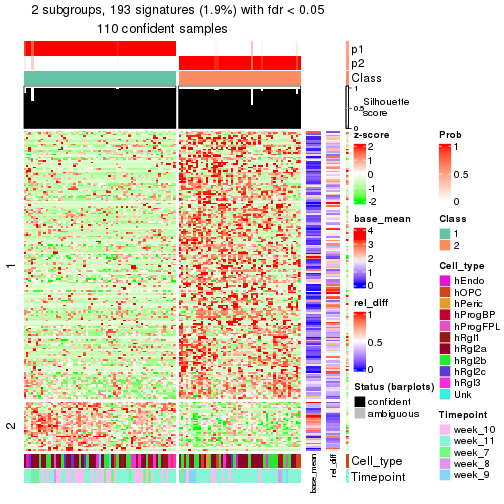 2 subgroups, 193 signatures (1.9%) with fdr < 0.05
110 confident samples
p1
p2
Class
1
0.5
0
Silhouette
score
1
2
z-score
2
1
0
-1
-2
base_mean
4
3
2
1
0
rel_diff
1
0.5
0
Status (barplots)
confident
ambiguous
Prob
1
0.5
0
Class
1
2
Cell_type
hEndo
hOPC
hPeric
hProgBP
hProgFPL
hRgl1
hRgl2a
hRgl2b
hRgl2c
hRgl3
Unk
Timepoint
week_10
week_11
week_7
week_8
week_9
base_mean
rel_diff
Cell_type
Timepoint